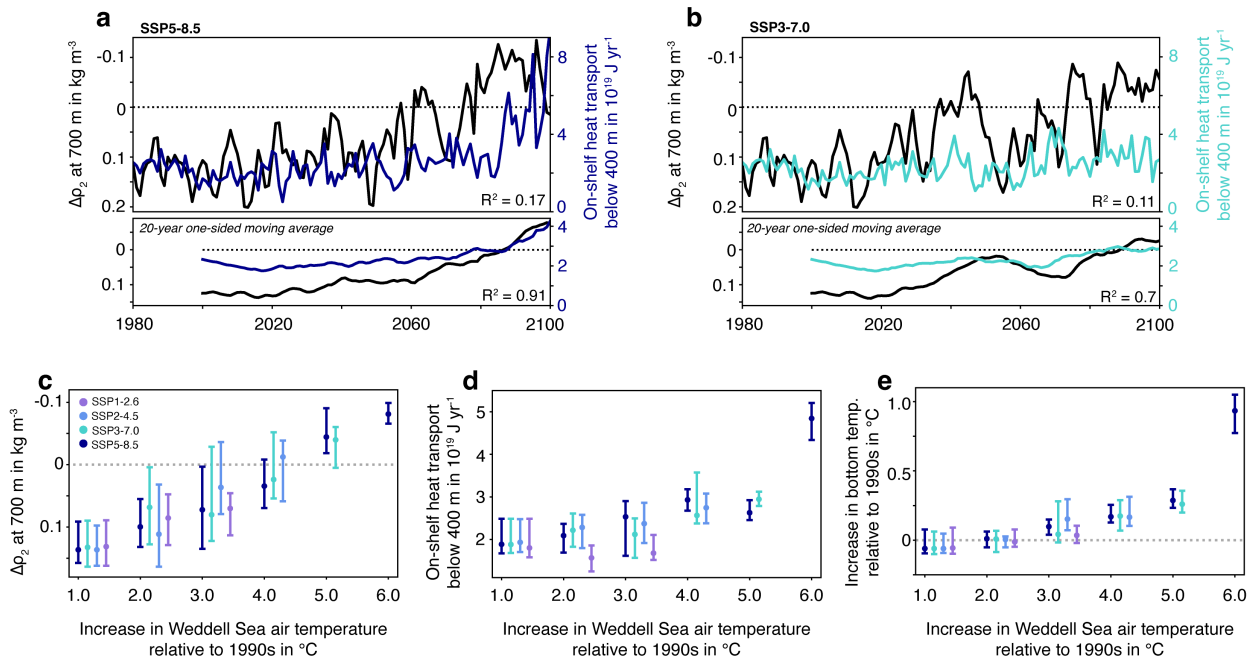 a
SSP5-8.5
Δρ₂ at 700 m in kg m⁻³
-0.1
0
0.1
0.2
8
6
4
2
0
On-shelf heat transport
below 400 m in 10¹⁹ J yr⁻¹
R² = 0.17
20-year one-sided moving average
0
0.1
4
2
0
R² = 0.91
1980
2020
2060
2100
b
SSP3-7.0
Δρ₂ at 700 m in kg m⁻³
-0.1
0
0.1
0.2
8
6
4
2
0
On-shelf heat transport
below 400 m in 10¹⁹ J yr⁻¹
R² = 0.11
20-year one-sided moving average
0
0.1
4
2
0
R² = 0.7
1980
2020
2060
2100
c
Δρ₂ at 700 m in kg m⁻³
-0.1
0
0.1
SSP1-2.6
SSP2-4.5
SSP3-7.0
SSP5-8.5
1.0
2.0
3.0
4.0
5.0
6.0
Increase in Weddell Sea air temperature
relative to 1990s in °C
d
On-shelf heat transport
below 400 m in 10¹⁹ J yr⁻¹
5
4
3
2
1.0
2.0
3.0
4.0
5.0
6.0
Increase in Weddell Sea air temperature
relative to 1990s in °C
e
Increase in bottom temp.
relative to 1990s in °C
1.0
0.5
0
1.0
2.0
3.0
4.0
5.0
6.0
Increase in Weddell Sea air temperature
relative to 1990s in °C